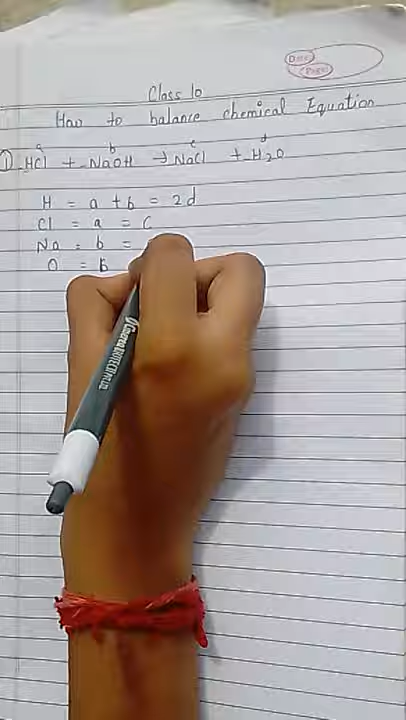 Date:
(Page:
Class 10
How to balance chemical Equation
a b c d
① HCl + NaOH → NaCl + H2O
H = a + b = 2d
Cl = a = C
Na = b =
O = b